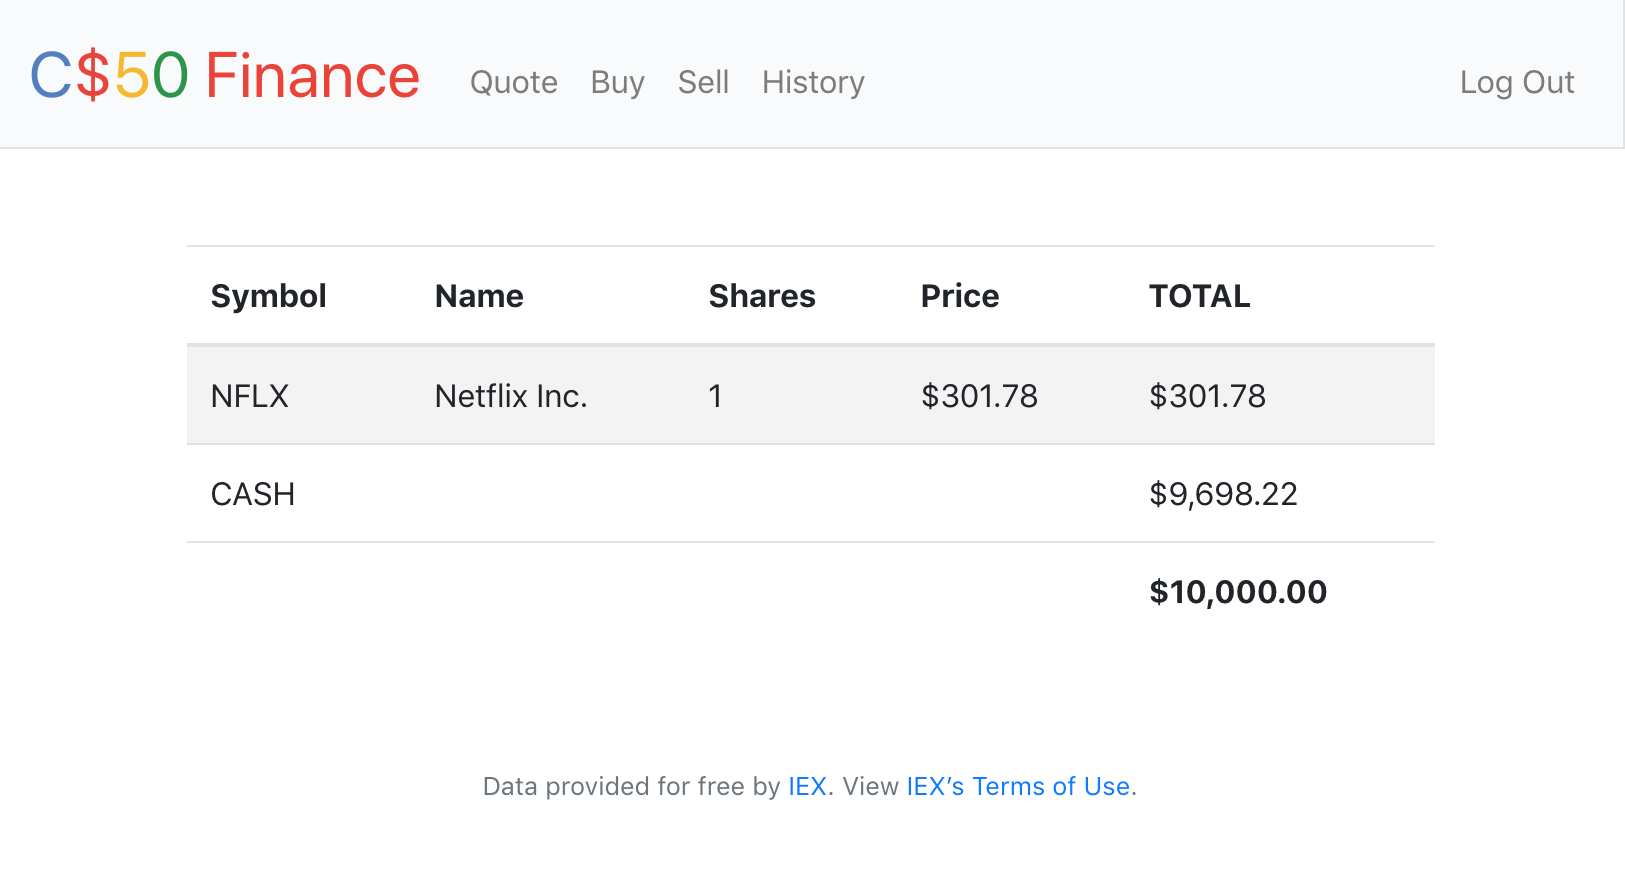 C$50 Finance Quote Buy Sell History Log Out
Symbol Name Shares Price TOTAL
NFLX Netflix Inc. 1 $301.78 $301.78
CASH $9,698.22
$10,000.00
Data provided for free by IEX. View IEX’s Terms of Use.